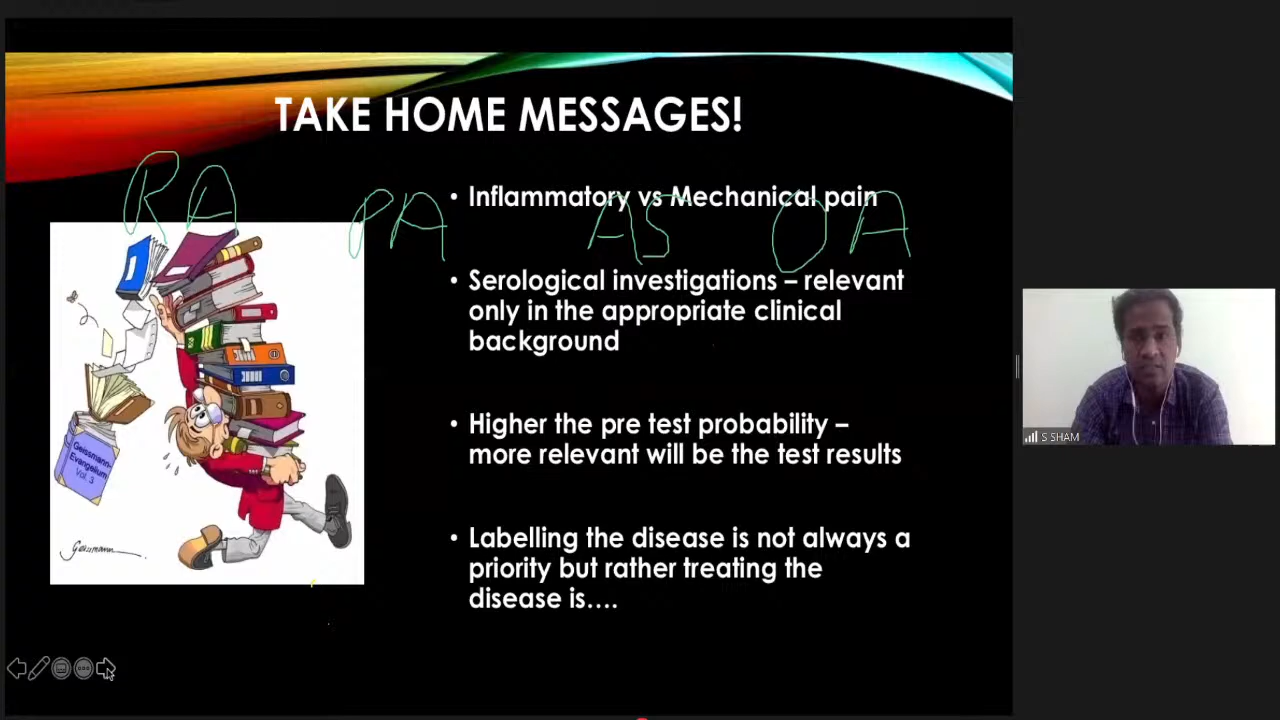 TAKE HOME MESSAGES!
RA PA AS OA
• Inflammatory vs Mechanical pain
• Serological investigations – relevant
only in the appropriate clinical
background
• Higher the pre test probability –
more relevant will be the test results
• Labelling the disease is not always a
priority but rather treating the
disease is….
Geissmann-
Evangelium
Vol. 3
Geissmann
S SHAM